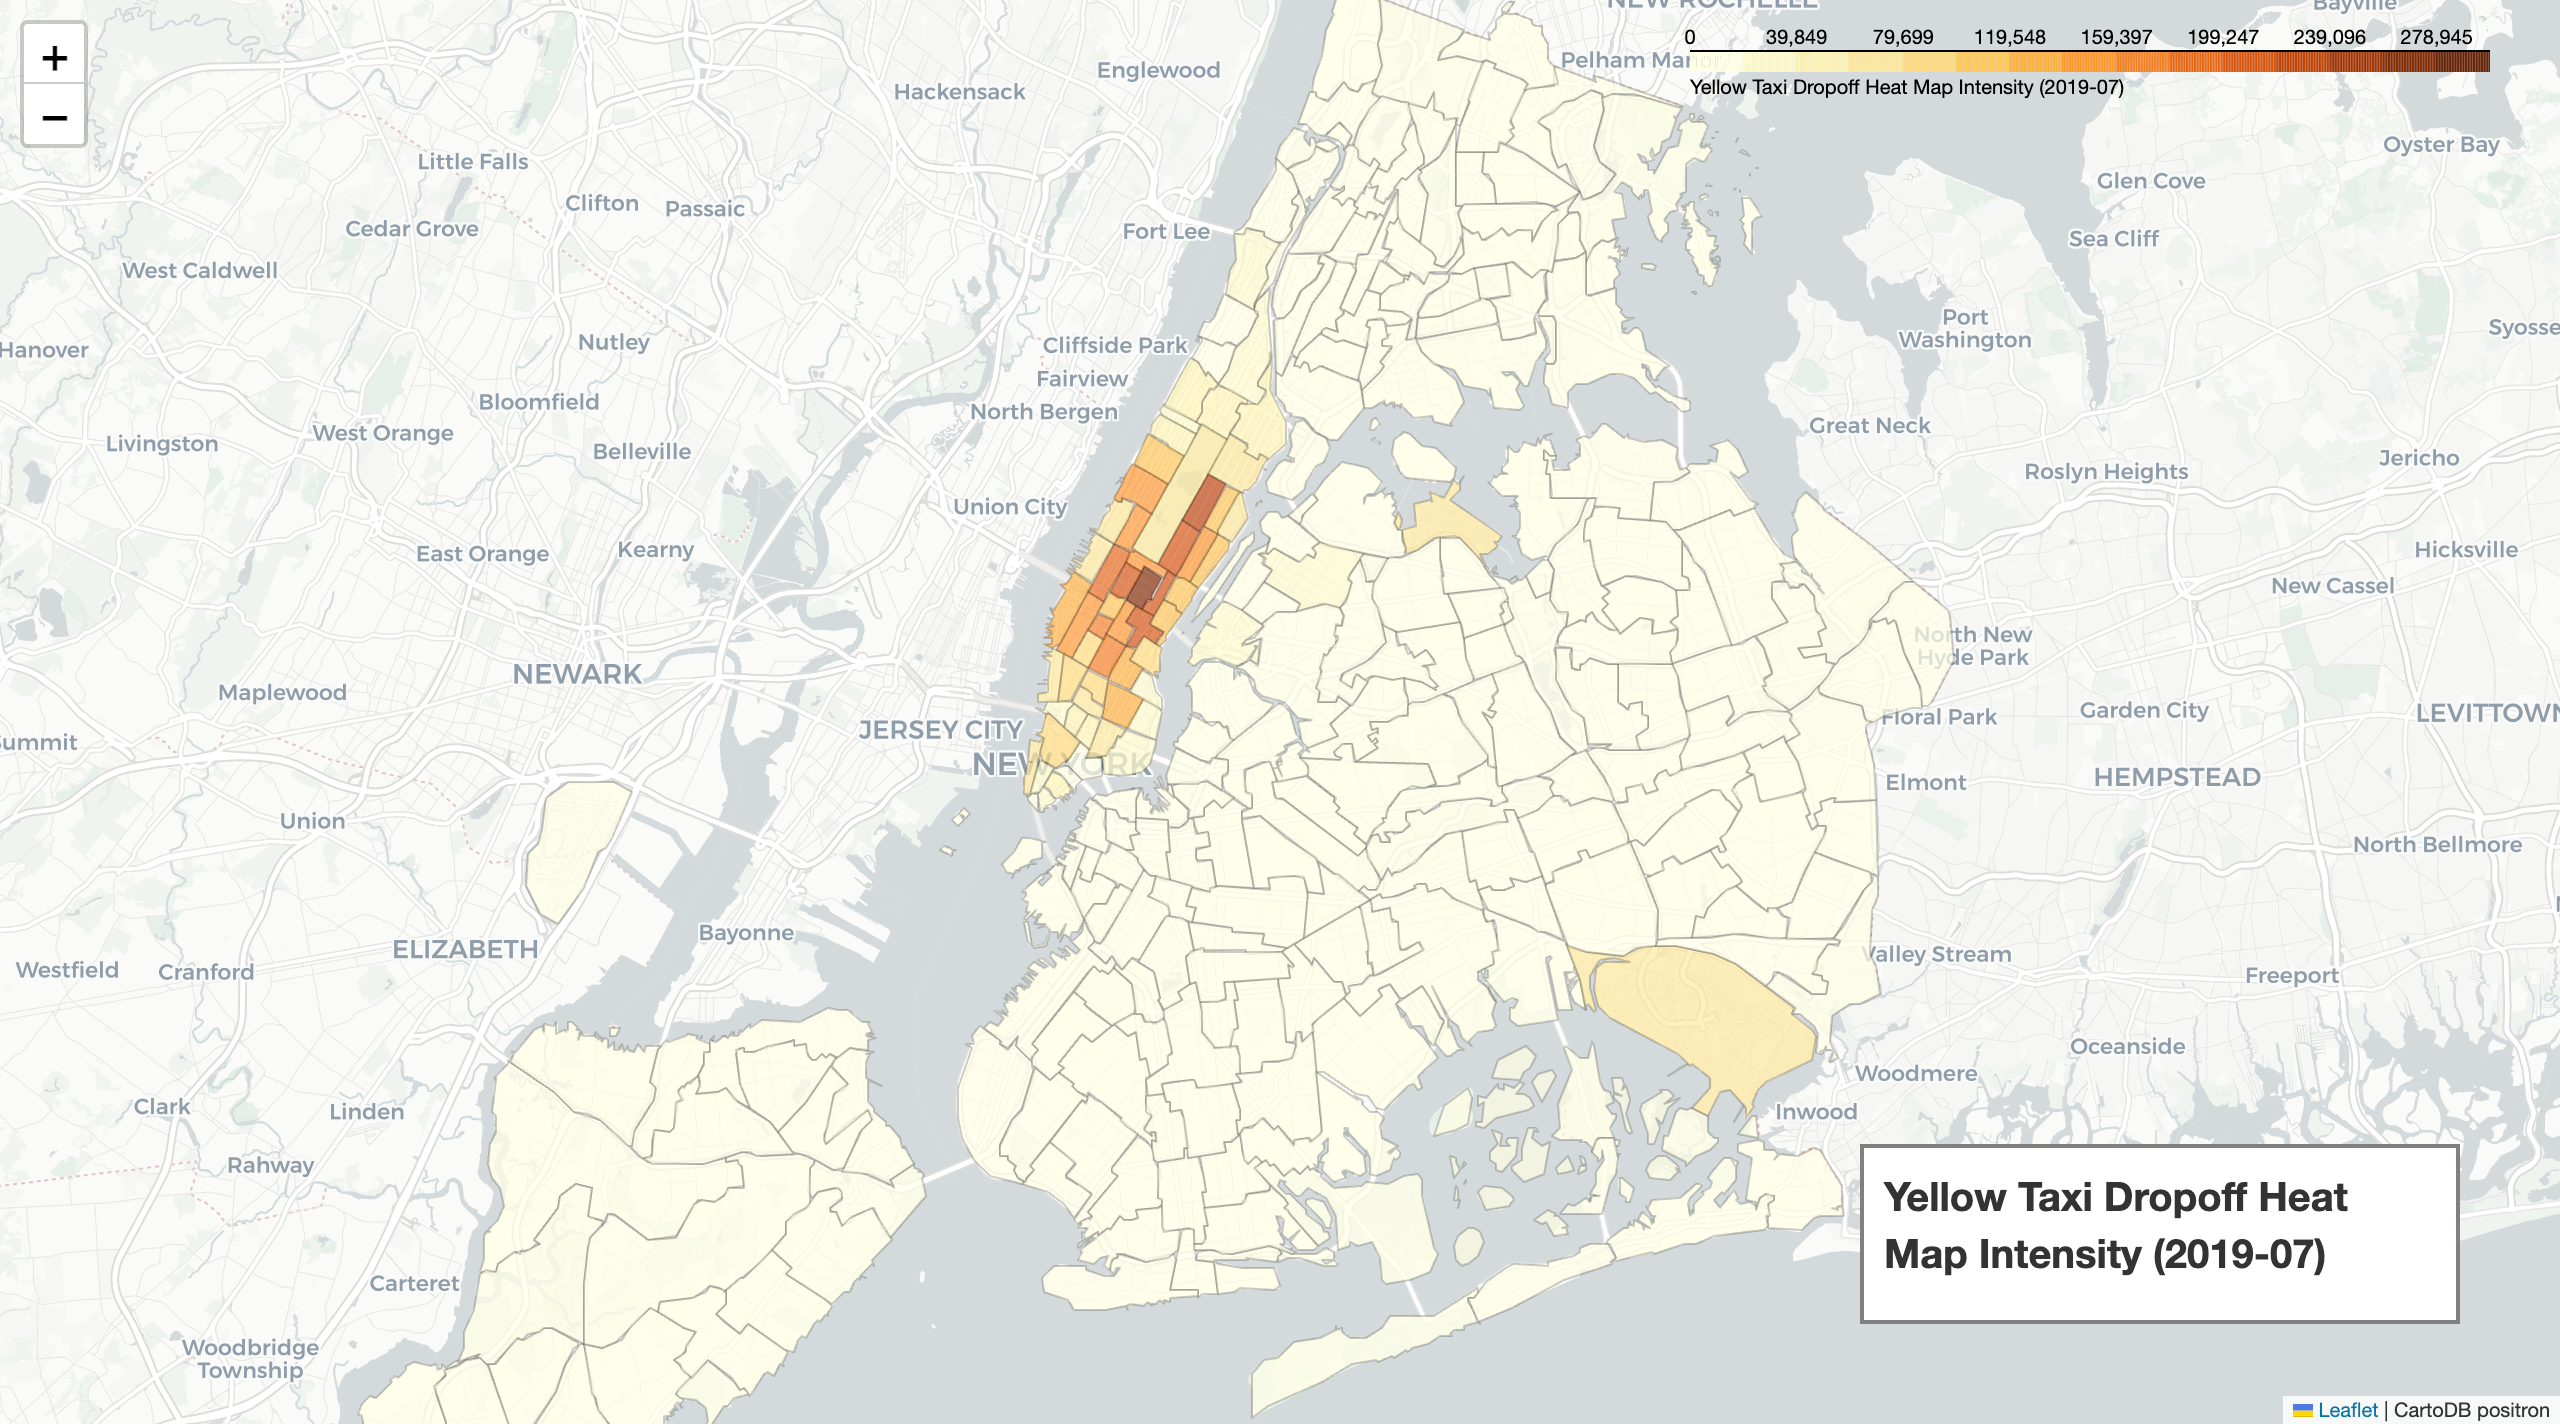 NEW ROCHELLE
Bayville
+
−
0 39,849 79,699 119,548 159,397 199,247 239,096 278,945
Yellow Taxi Dropoff Heat Map Intensity (2019-07)
Pelham Manor
Englewood
Hackensack
Oyster Bay
Little Falls
Glen Cove
Clifton
Passaic
Cedar Grove
Fort Lee
Sea Cliff
West Caldwell
Port
Washington
Syosse
Nutley
Cliffside Park
Hanover
Fairview
Bloomfield
North Bergen
Great Neck
West Orange
Livingston
Belleville
Jericho
Roslyn Heights
Union City
East Orange
Kearny
Hicksville
New Cassel
North New
Hyde Park
NEWARK
Maplewood
Floral Park
Garden City
LEVITTOWN
JERSEY CITY
Summit
NEW YORK
HEMPSTEAD
Elmont
Union
North Bellmore
Bayonne
ELIZABETH
Valley Stream
Westfield
Cranford
Freeport
Oceanside
Woodmere
Clark
Linden
Inwood
Rahway
Yellow Taxi Dropoff Heat
Map Intensity (2019-07)
Carteret
Woodbridge
Township
Leaflet | CartoDB positron